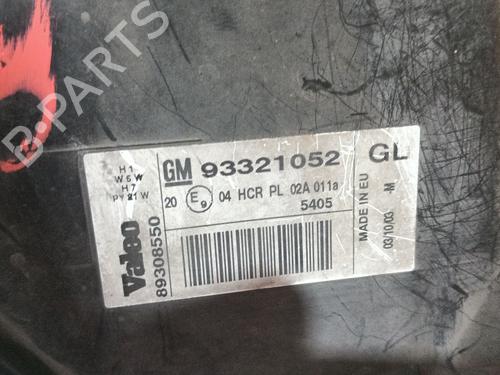 B-PARTS
H1
W5W
H7
PY21W
GM 93321052 GL
20 E9 04 HCR PL 02A 011a
5405
Valeo
89308550
MADE IN EU
03/10/03 -M